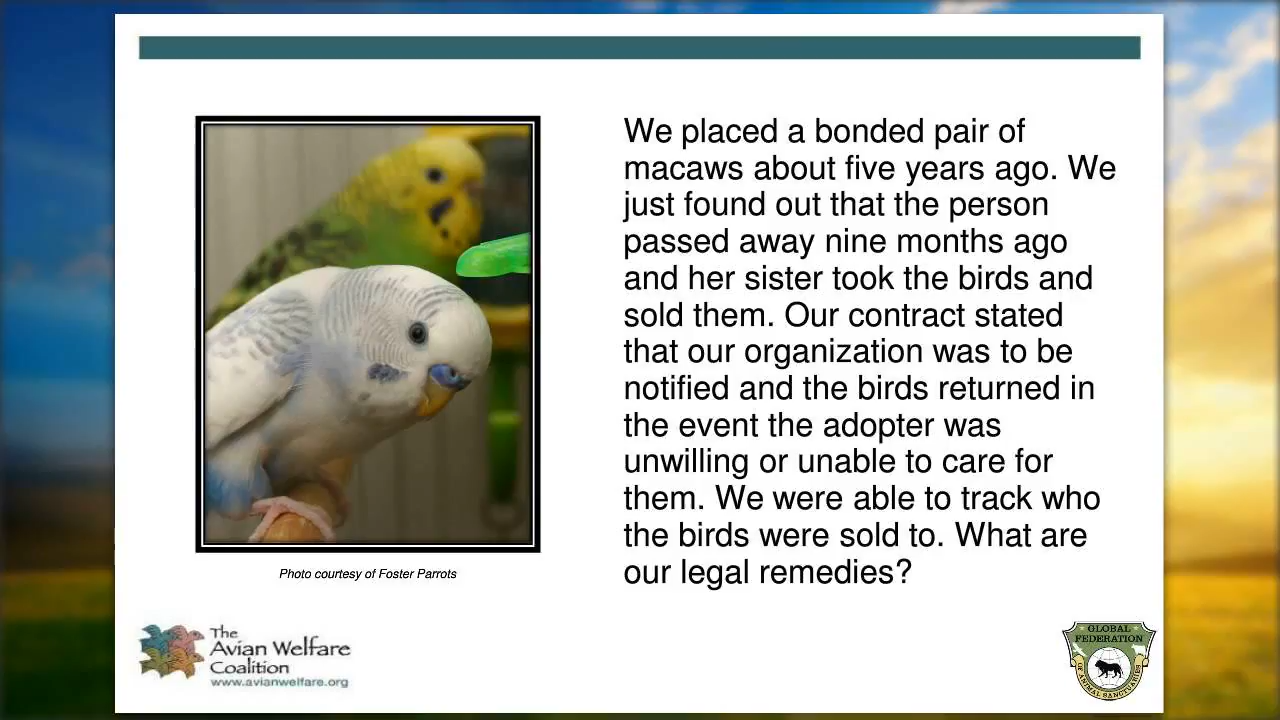 We placed a bonded pair of
macaws about five years ago. We
just found out that the person
passed away nine months ago
and her sister took the birds and
sold them. Our contract stated
that our organization was to be
notified and the birds returned in
the event the adopter was
unwilling or unable to care for
them. We were able to track who
the birds were sold to. What are
our legal remedies?
Photo courtesy of Foster Parrots
The
Avian Welfare
Coalition
www.avianwelfare.org
GLOBAL
FEDERATION
OF ANIMAL SANCTUARIES